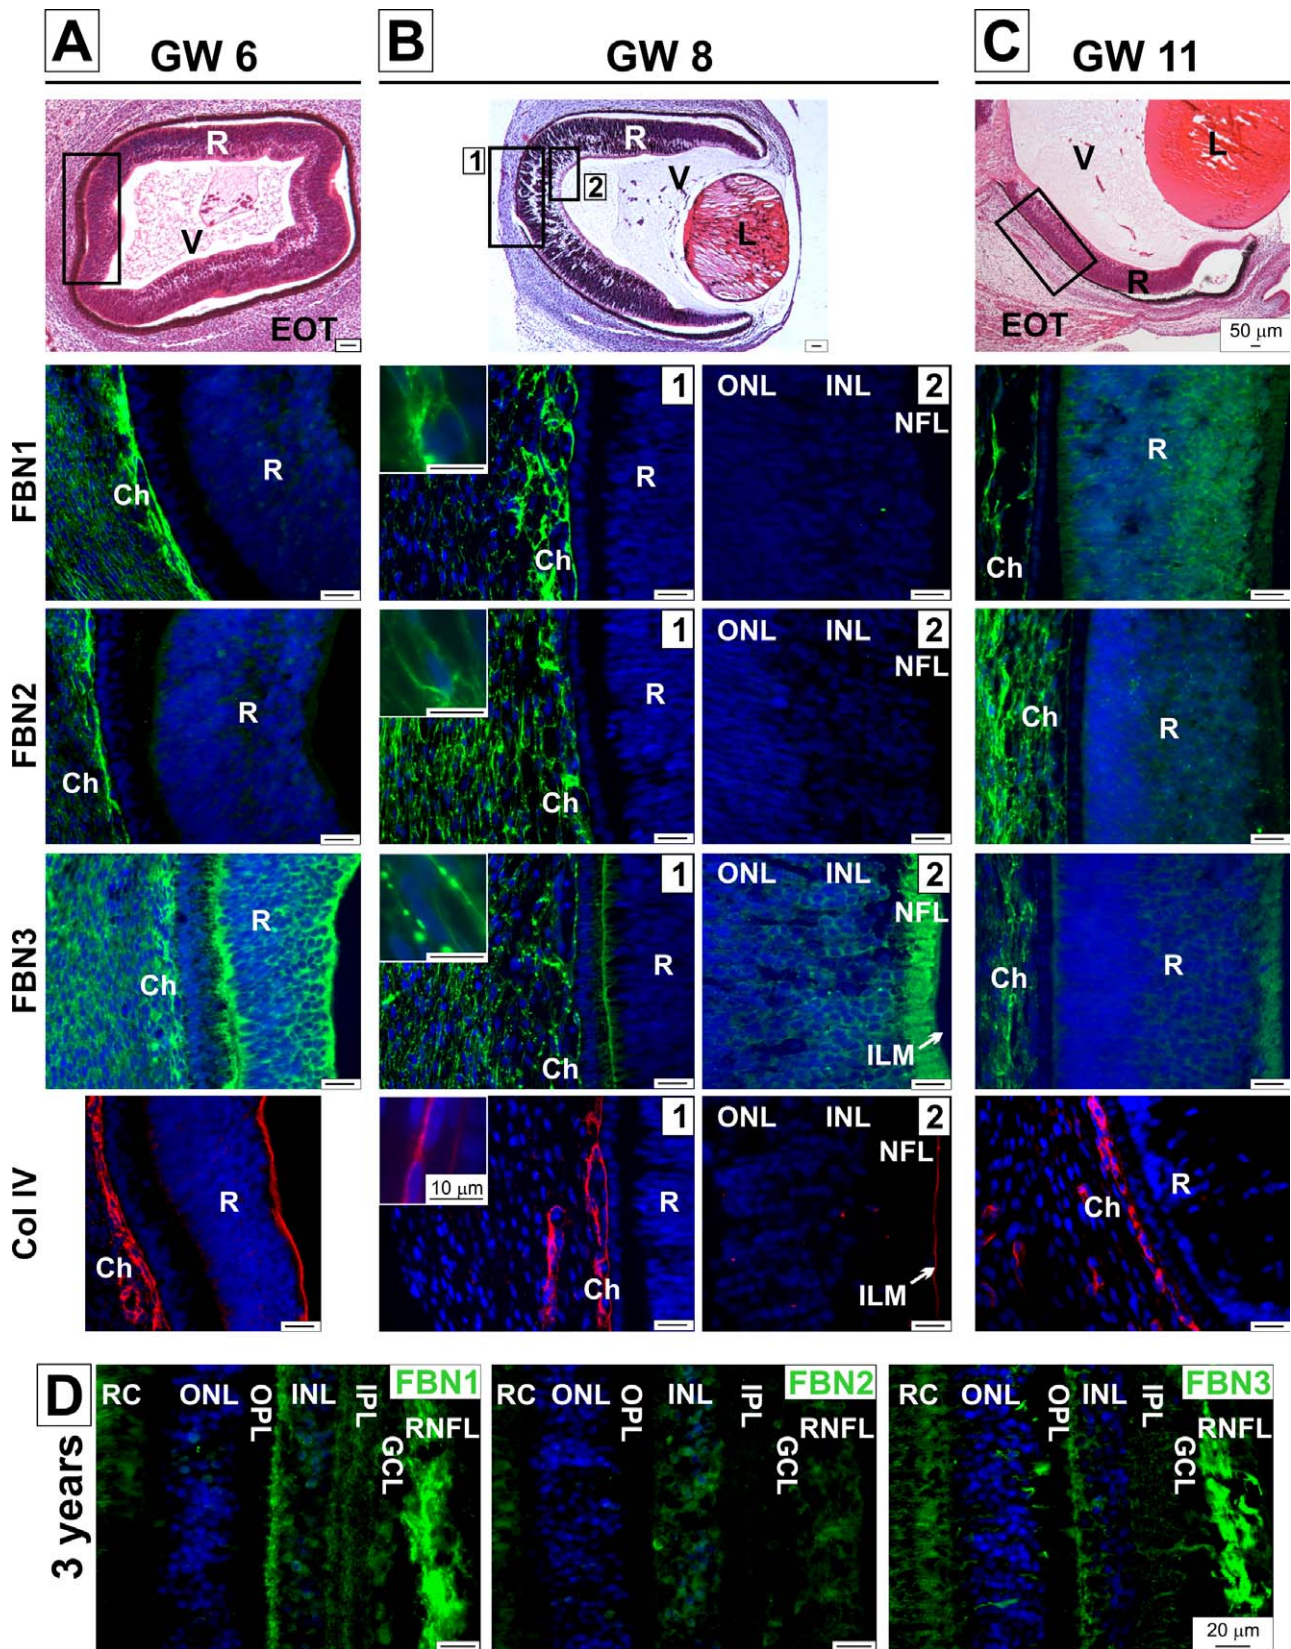 A GW 6
B GW 8
C GW 11
R
V
EOT
1
2
R
V
L
V
L
R
EOT
50 μm
FBN1
Ch
R
1
Ch
R
ONL INL 2
NFL
R
Ch
FBN2
Ch
R
1
Ch
R
ONL INL 2
NFL
Ch
R
FBN3
R
Ch
1
R
Ch
ONL INL 2
NFL
ILM
R
Ch
Col IV
R
Ch
10 μm
1
R
Ch
ONL INL 2
NFL
ILM
R
Ch
D
3 years
RC ONL OPL INL IPL GCL FBN1
RNFL
RC ONL OPL INL IPL GCL FBN2
RNFL
RC ONL OPL INL IPL GCL FBN3
RNFL
20 μm